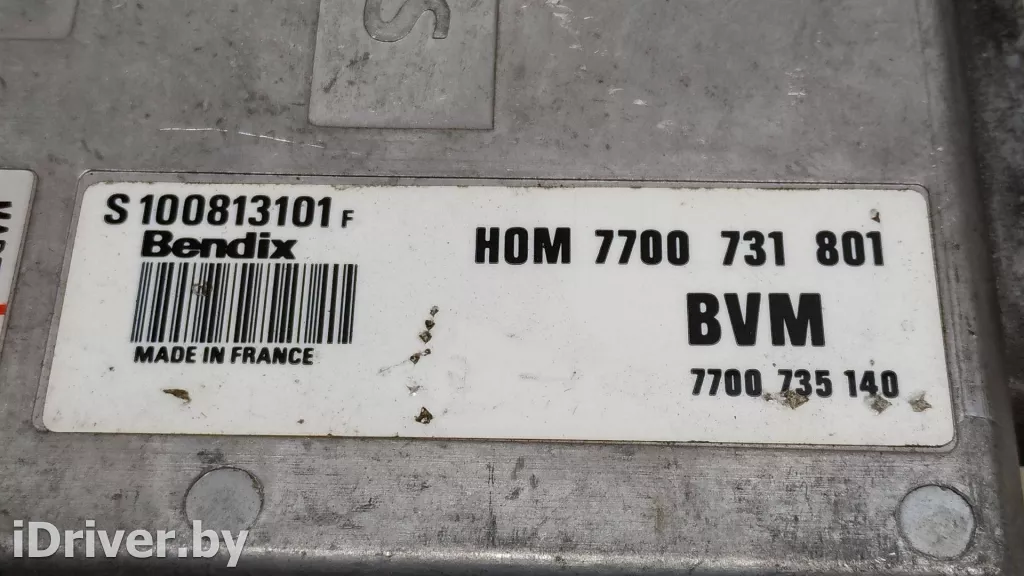 S
S 100813101 F
Bendix
HOM 7700 731 801
BVM
MADE IN FRANCE
7700 735 140
iDriver.by